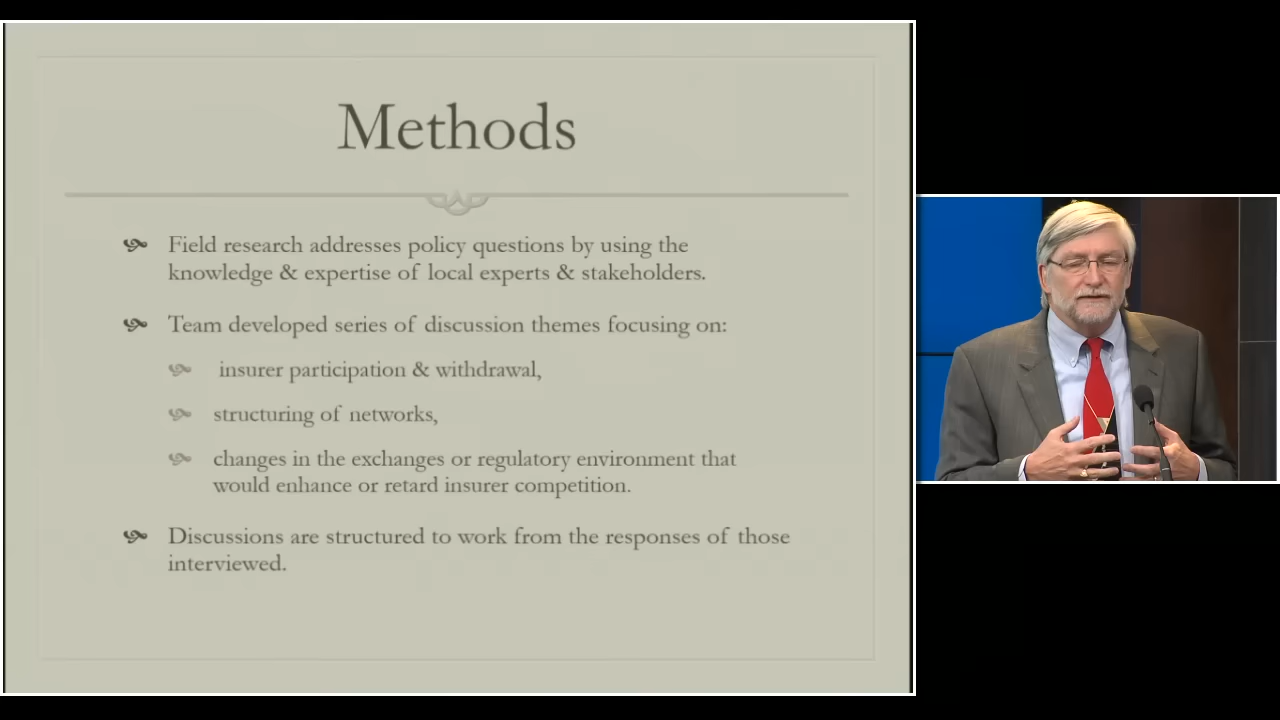 Methods
Field research addresses policy questions by using the
knowledge & expertise of local experts & stakeholders.
Team developed series of discussion themes focusing on:
insurer participation & withdrawal,
structuring of networks,
changes in the exchanges or regulatory environment that
would enhance or retard insurer competition.
Discussions are structured to work from the responses of those
interviewed.